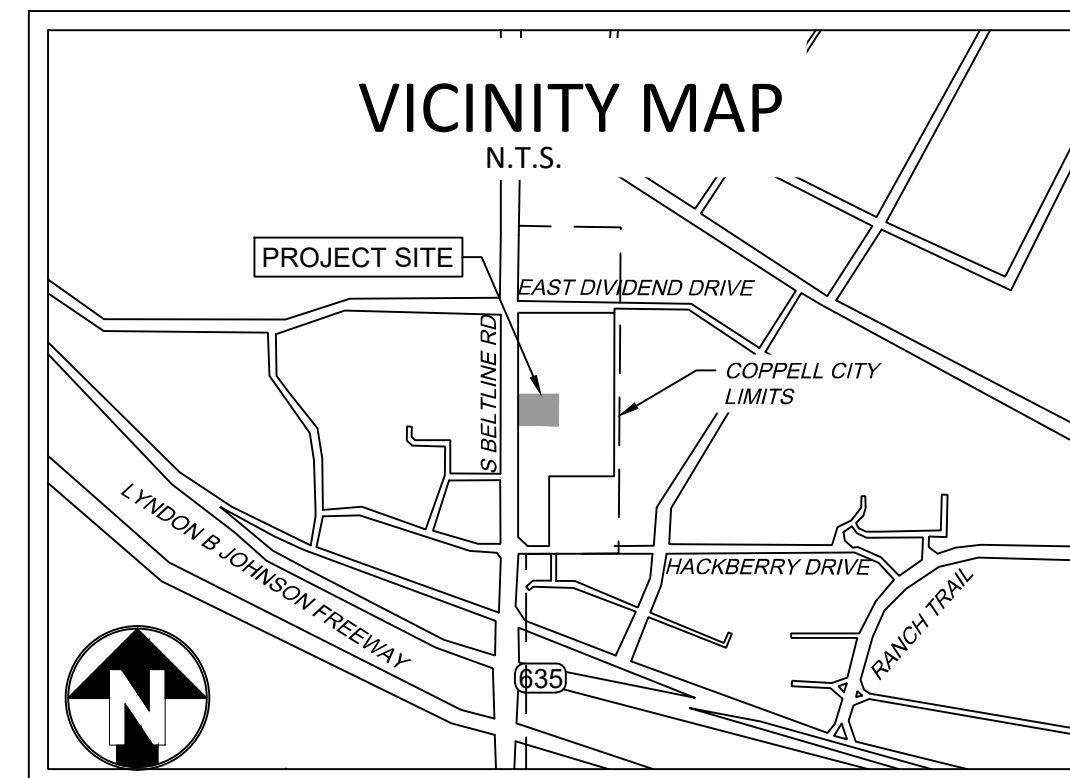 VICINITY MAP
N.T.S.
PROJECT SITE
EAST DIVIDEND DRIVE
S BELTLINE RD
COPPELL CITY
LIMITS
LYNDON B JOHNSON FREEWAY
HACKBERRY DRIVE
RANCH TRAIL
635
N